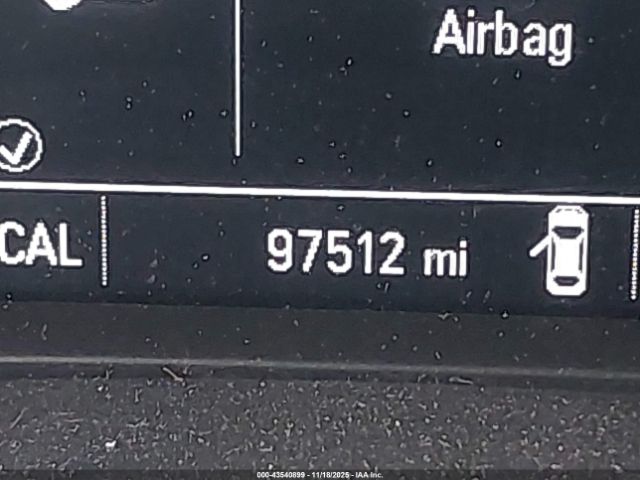 Airbag
CAL
97512 mi
000-43540899 - 11/18/2025 - IAA Inc.